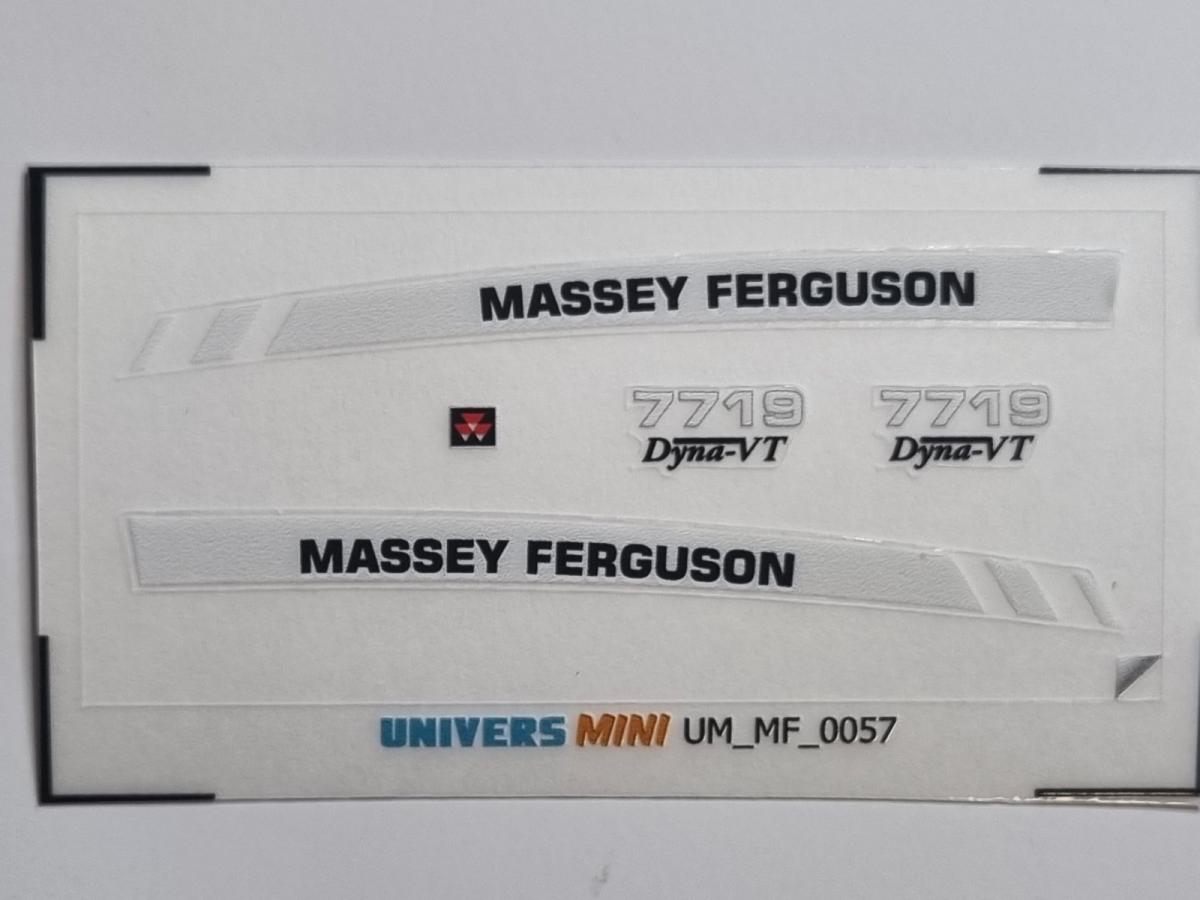 MASSEY FERGUSON
7719 7719
Dyna-VT Dyna-VT
MASSEY FERGUSON
UNIVERS MINI UM_MF_0057